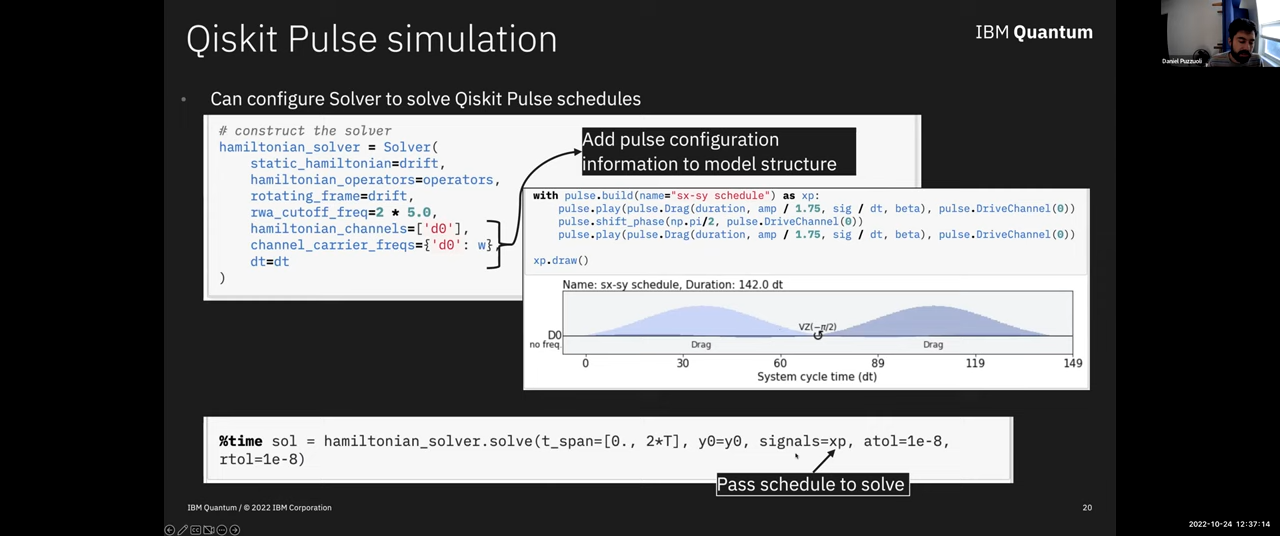 Qiskit Pulse simulation
IBM Quantum
Daniel Puzzuoli
• Can configure Solver to solve Qiskit Pulse schedules
# construct the solver
hamiltonian_solver = Solver(
static_hamiltonian=drift,
hamiltonian_operators=operators,
rotating_frame=drift,
rwa_cutoff_freq=2 * 5.0,
hamiltonian_channels=['d0'],
channel_carrier_freqs={'d0': w},
dt=dt
)
Add pulse configuration
information to model structure
with pulse.build(name="sx-sy schedule") as xp:
pulse.play(pulse.Drag(duration, amp / 1.75, sig / dt, beta), pulse.DriveChannel(0))
pulse.shift_phase(np.pi/2, pulse.DriveChannel(0))
pulse.play(pulse.Drag(duration, amp / 1.75, sig / dt, beta), pulse.DriveChannel(0))
xp.draw()
Name: sx-sy schedule, Duration: 142.0 dt
VZ(−π/2)
D0
no freq.
Drag
Drag
0 30 60 89 119 149
System cycle time (dt)
%time sol = hamiltonian_solver.solve(t_span=[0., 2*T], y0=y0, signals=xp, atol=1e-8,
rtol=1e-8)
Pass schedule to solve
IBM Quantum / © 2022 IBM Corporation
20
2022-10-24 12:37:14